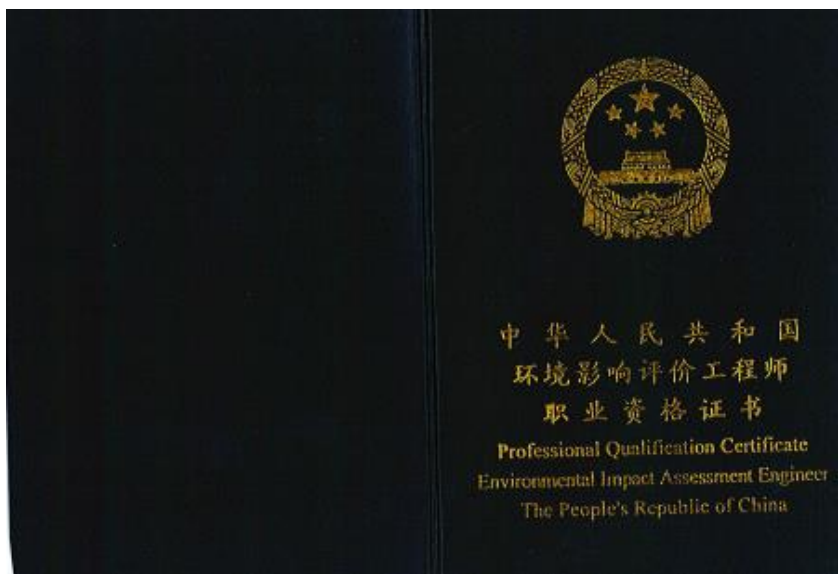 中华人民共和国
环境影响评价工程师
职业资格证书
Professional Qualification Certificate
Environmental Impact Assessment Engineer
The People's Republic of China